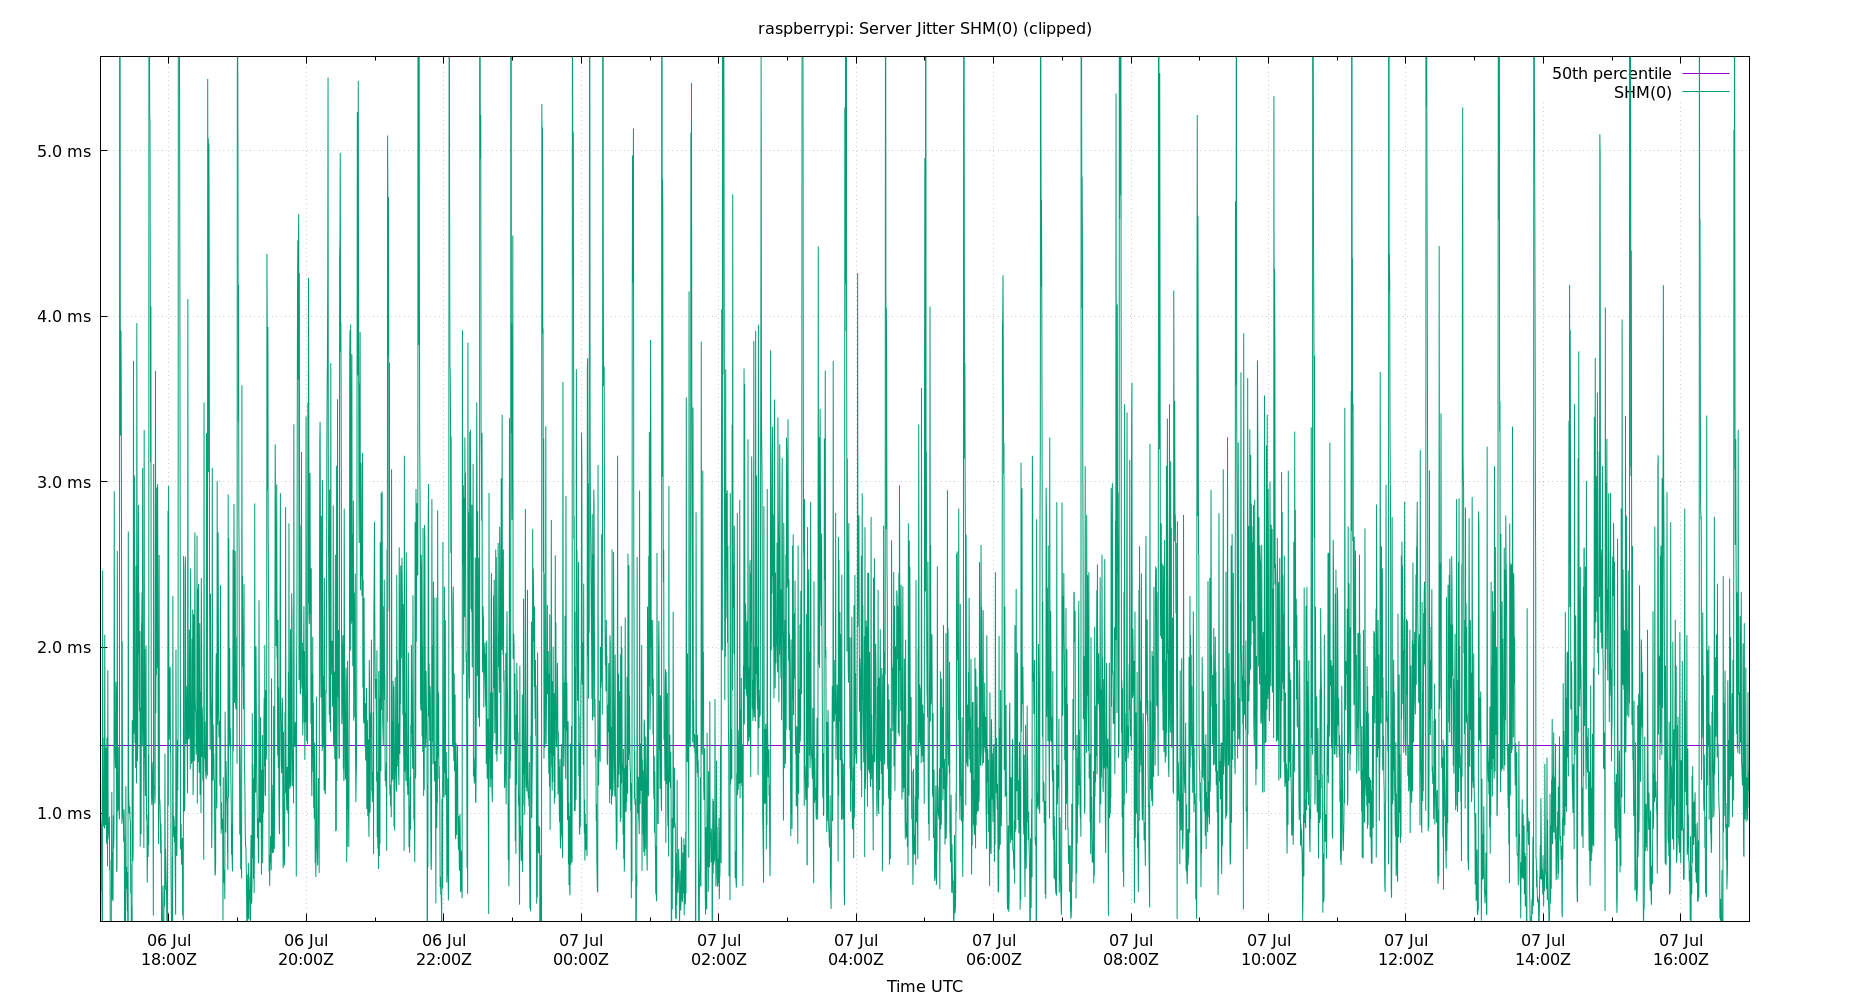 raspberrypi: Server Jitter SHM(0) (clipped)
50th percentile
SHM(0)
5.0 ms
4.0 ms
3.0 ms
2.0 ms
1.0 ms
06 Jul 06 Jul 06 Jul 07 Jul 07 Jul 07 Jul 07 Jul 07 Jul 07 Jul 07 Jul 07 Jul 07 Jul
18:00Z 20:00Z 22:00Z 00:00Z 02:00Z 04:00Z 06:00Z 08:00Z 10:00Z 12:00Z 14:00Z 16:00Z
Time UTC